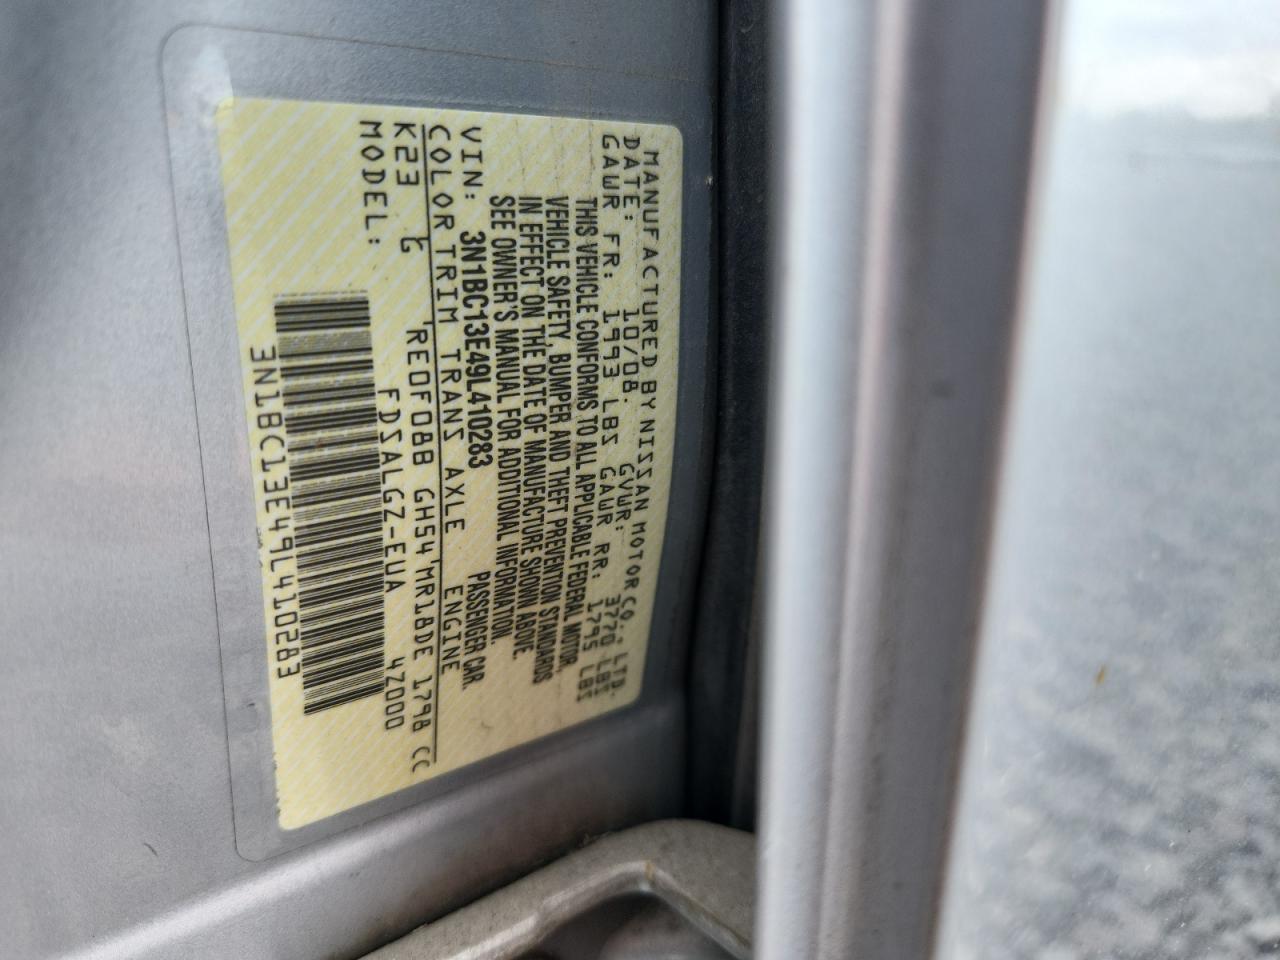 MANUFACTURED BY NISSAN MOTOR CO., LTD.
DATE: 10/08. GVWR: 3770 LBS
GAWR FR: 1993 LBS GAWR RR: 1795 LBS
THIS VEHICLE CONFORMS TO ALL APPLICABLE FEDERAL MOTOR
VEHICLE SAFETY, BUMPER AND THEFT PREVENTION STANDARDS
IN EFFECT ON THE DATE OF MANUFACTURE SHOWN ABOVE.
SEE OWNER'S MANUAL FOR ADDITIONAL INFORMATION.
VIN: 3N1BC13E49L410283 PASSENGER CAR.
COLOR TRIM TRANS AXLE ENGINE
K23 G RE0F08B GH54 MR18DE 1798 CC
MODEL: FDSALGZ-EUA 4Z000
3N1BC13E49L410283